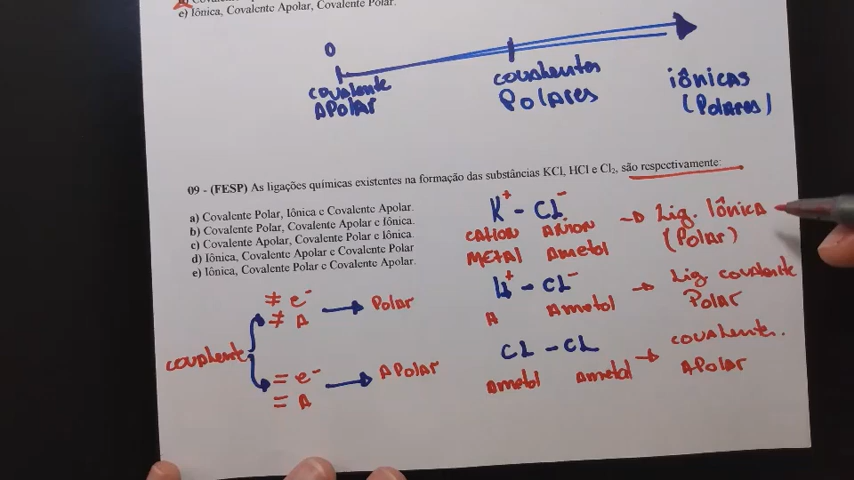 e) Iônica, Covalente Apolar, Covalente Polar.
0
covalente
APolar
covalentes
Polares
iônicas
(Polares)
09 - (FESP) As ligações químicas existentes na formação das substâncias KCl, HCl e Cl₂, são respectivamente:
a) Covalente Polar, Iônica e Covalente Apolar.
b) Covalente Polar, Covalente Apolar e Iônica.
c) Covalente Apolar, Covalente Polar e Iônica.
d) Iônica, Covalente Apolar e Covalente Polar
e) Iônica, Covalente Polar e Covalente Apolar.
K⁺ - CL⁻ → Lig. Iônica
CATION ANION (Polar)
METAL Ametal
H⁺ - CL⁻ → Lig covalente
A Ametal Polar
CL - CL → covalente.
Ametal Ametal APolar
covalente
≠ e⁻ → Polar
≠ A
= e⁻ → APolar
= A